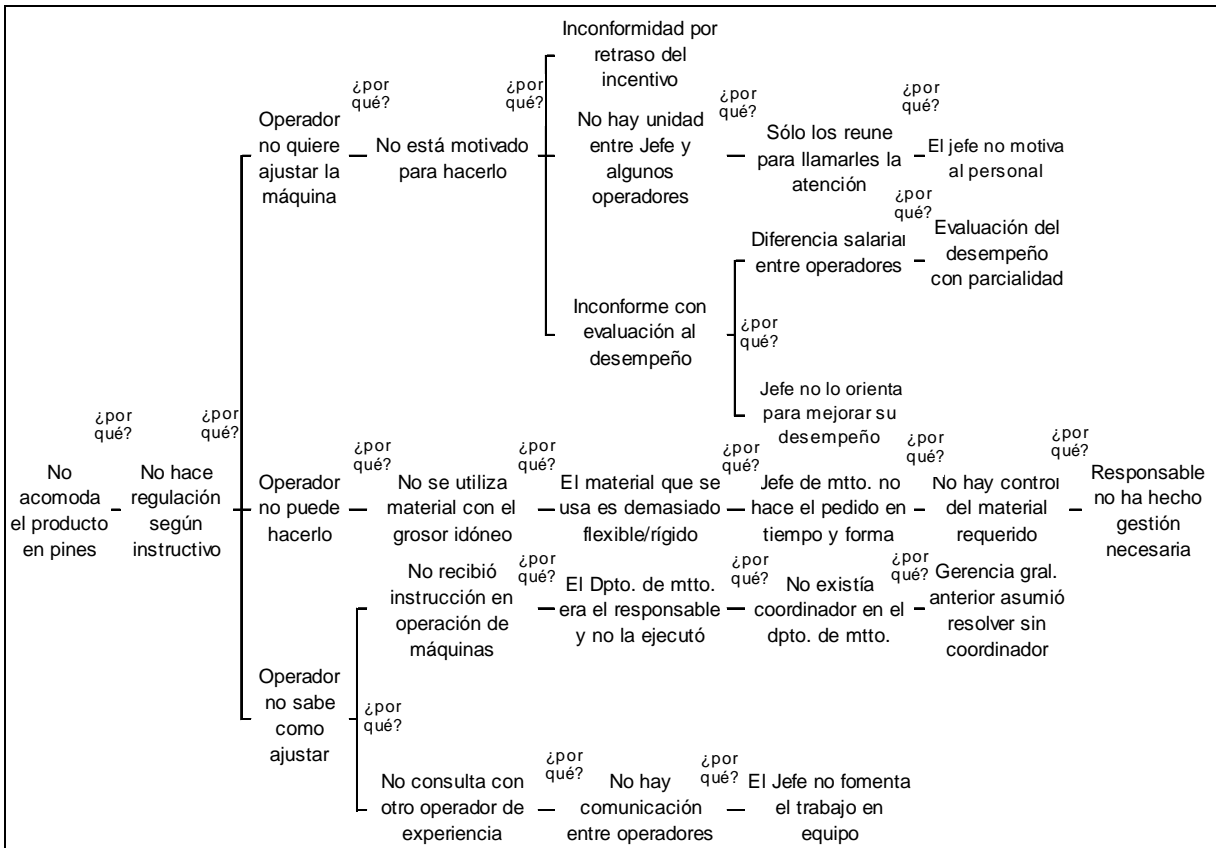 Inconformidad por
retraso del
incentivo
¿por
qué?
¿por
qué?
Operador
no quiere
ajustar la
máquina
No está motivado
para hacerlo
No hay unidad
entre Jefe y
algunos
operadores
¿por
qué?
Sólo los reune
para llamarles la
atención
¿por
qué?
El jefe no motiva
al personal
Inconforme con
evaluación al
desempeño
¿por
qué?
Diferencia salarial
entre operadores
¿por
qué?
Evaluación del
desempeño
con parcialidad
Jefe no lo orienta
para mejorar su
desempeño
No
acomoda
el producto
en pines
¿por
qué?
No hace
regulación
según
instructivo
¿por
qué?
Operador
no puede
hacerlo
¿por
qué?
No se utiliza
material con el
grosor idóneo
¿por
qué?
El material que se
usa es demasiado
flexible/rígido
¿por
qué?
Jefe de mtto. no
hace el pedido en
tiempo y forma
¿por
qué?
No hay control
del material
requerido
¿por
qué?
Responsable
no ha hecho
gestión
necesaria
Operador
no sabe
como
ajustar
¿por
qué?
No recibió
instrucción en
operación de
máquinas
¿por
qué?
El Dpto. de mtto.
era el responsable
y no la ejecutó
¿por
qué?
No existía
coordinador en el
dpto. de mtto.
¿por
qué?
Gerencia gral.
anterior asumió
resolver sin
coordinador
No consulta con
otro operador de
experiencia
¿por
qué?
No hay
comunicación
entre operadores
¿por
qué?
El Jefe no fomenta
el trabajo en
equipo